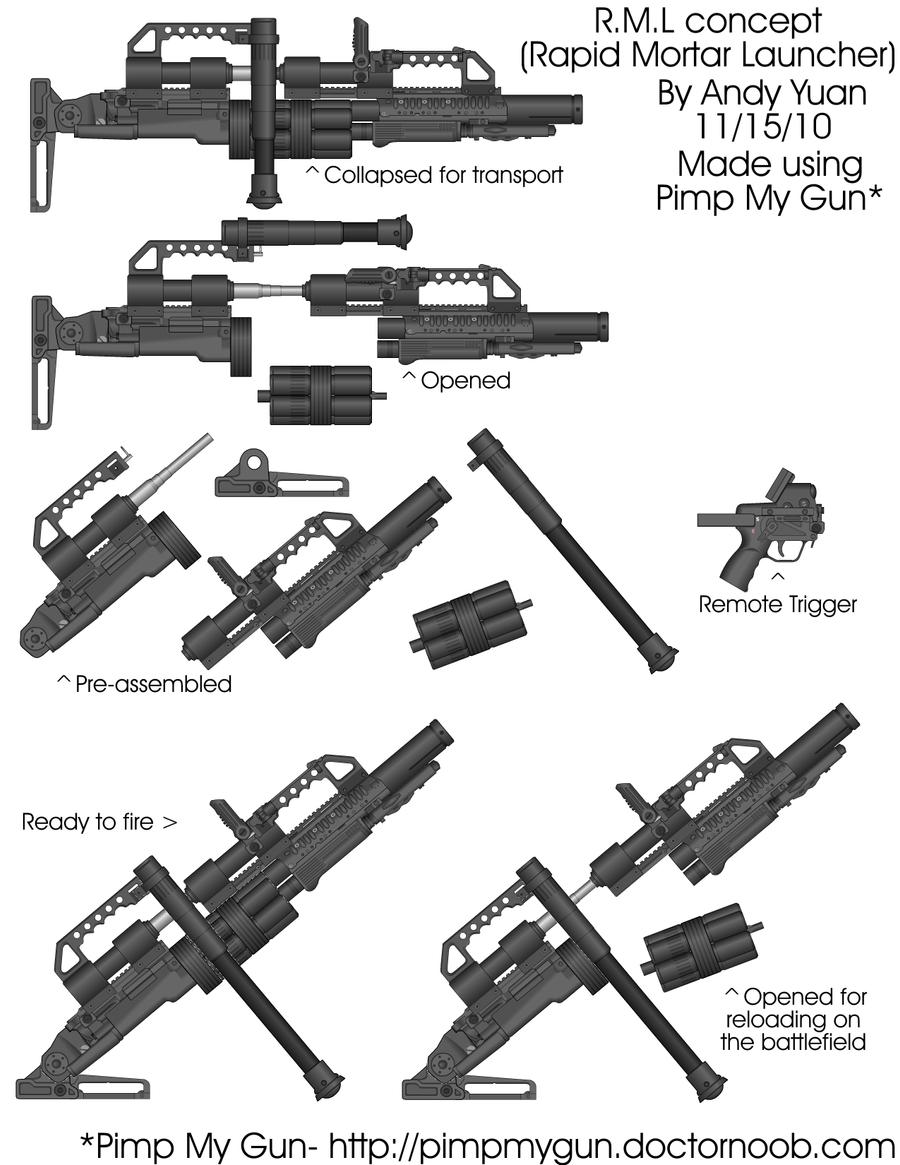 R.M.L concept
(Rapid Mortar Launcher)
By Andy Yuan
11/15/10
Made using
Pimp My Gun*
^ Collapsed for transport
^ Opened
^ Pre-assembled
^
Remote Trigger
Ready to fire >
^ Opened for
reloading on
the battlefield
*Pimp My Gun- http://pimpmygun.doctornoob.com